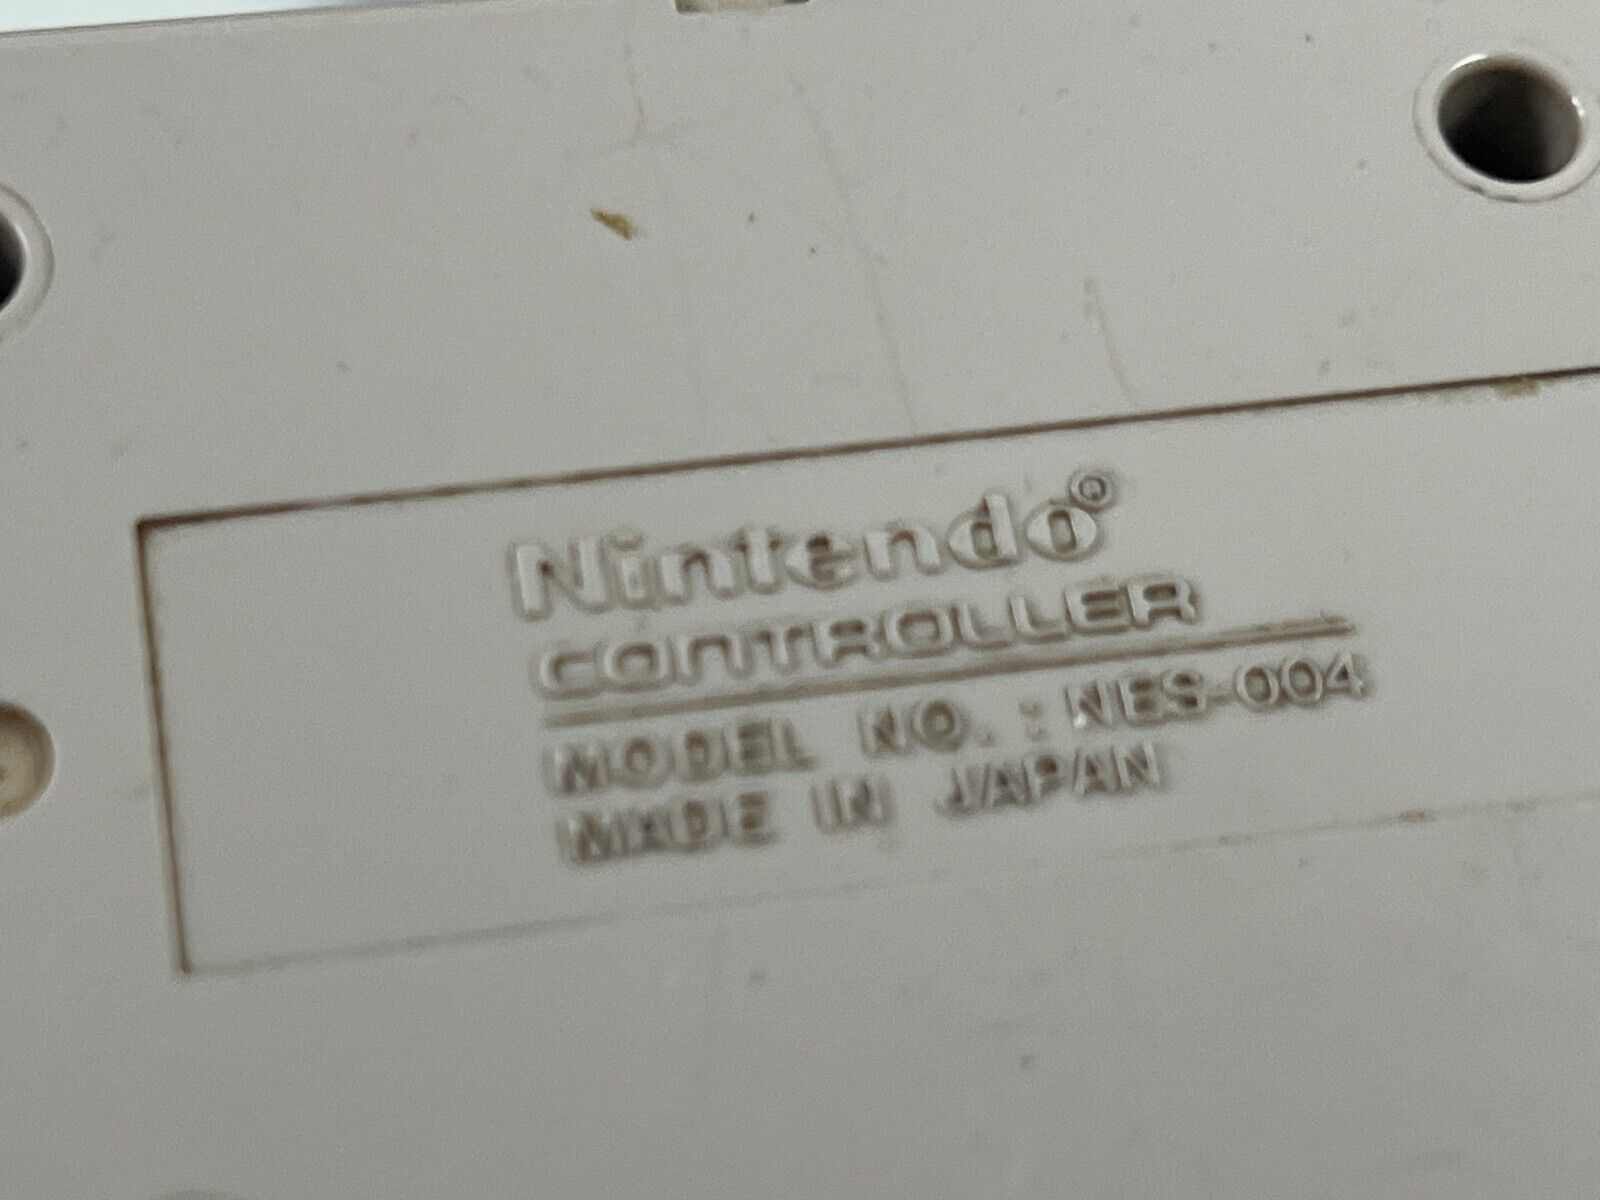 Nintendo®
CONTROLLER
MODEL NO. : NES-004
MADE IN JAPAN